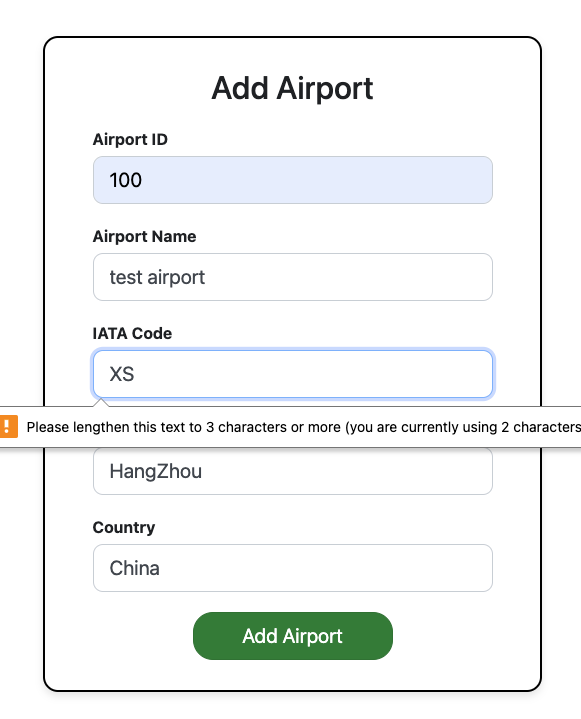 Add Airport
Airport ID
100
Airport Name
test airport
IATA Code
XS
! Please lengthen this text to 3 characters or more (you are currently using 2 characters
HangZhou
Country
China
Add Airport